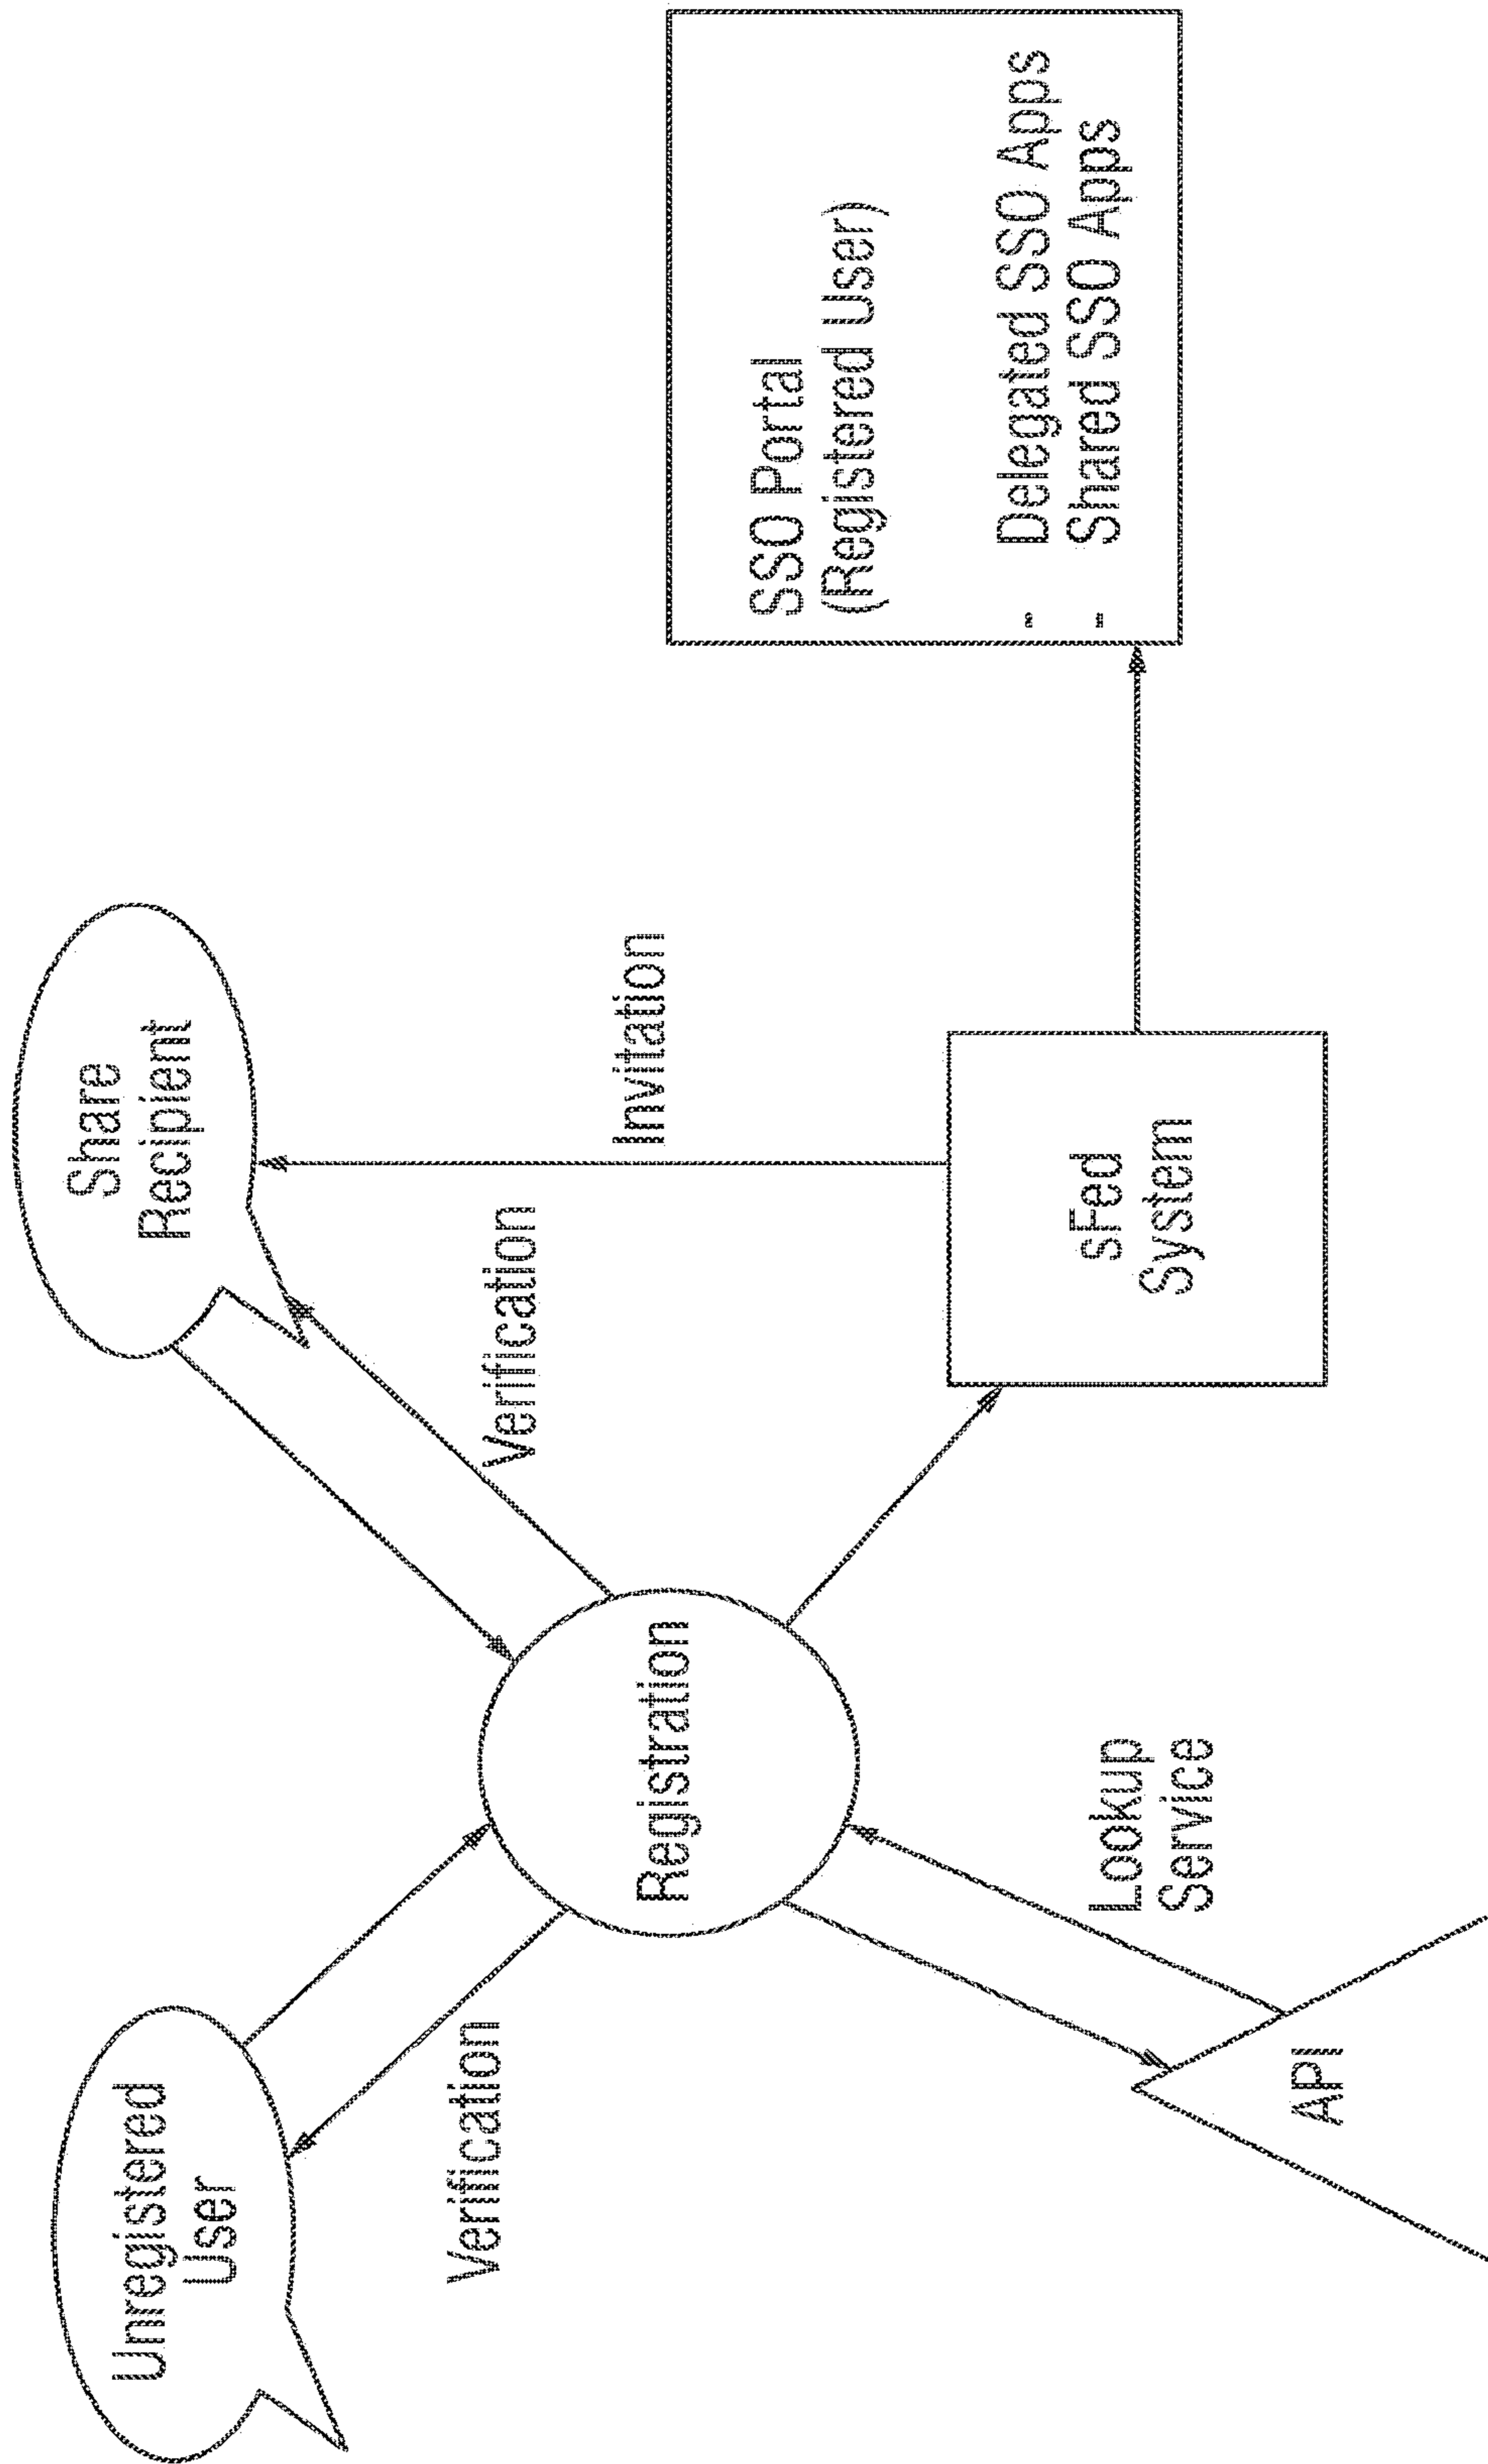 Unregistered
User
Share
Recipient
Verification
Verification
Invitation
Registration
SSO Portal
(Registered User)
- Delegated SSO Apps
- Shared SSO Apps
Lookup
Service
sFed
System
API